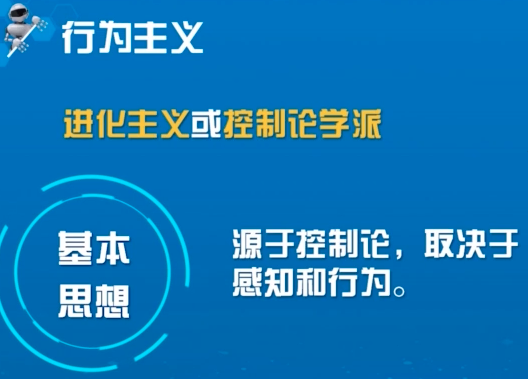 行为主义
进化主义或控制论学派
基本
思想
源于控制论，取决于
感知和行为。